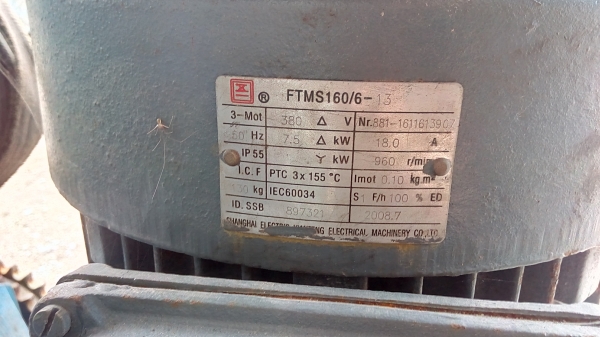 ® FTMS160/6-13
3-Mot 380 Δ V Nr.881-1611613907
50 Hz 7.5 Δ kW 18.0 A
IP 55 Y kW 960 r/min
I.C.F PTC 3x155°C Imot 0.10 kg.m²
130 kg IEC60034 S1 F/h 100 % ED
ID. SSB 897321 2008.7
SHANGHAI ELECTRIC ELECTRICAL MACHINERY CO.,LTD.